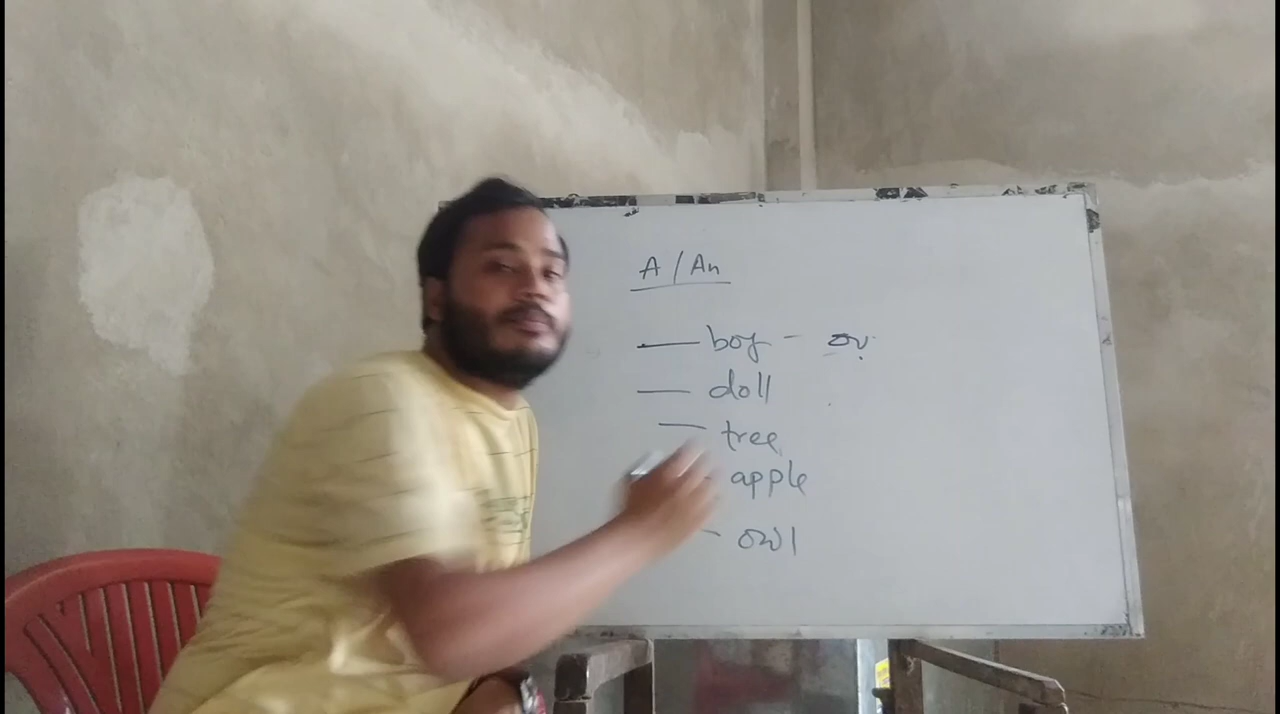 A / An
— boy -
— doll
— tree
apple
- owl